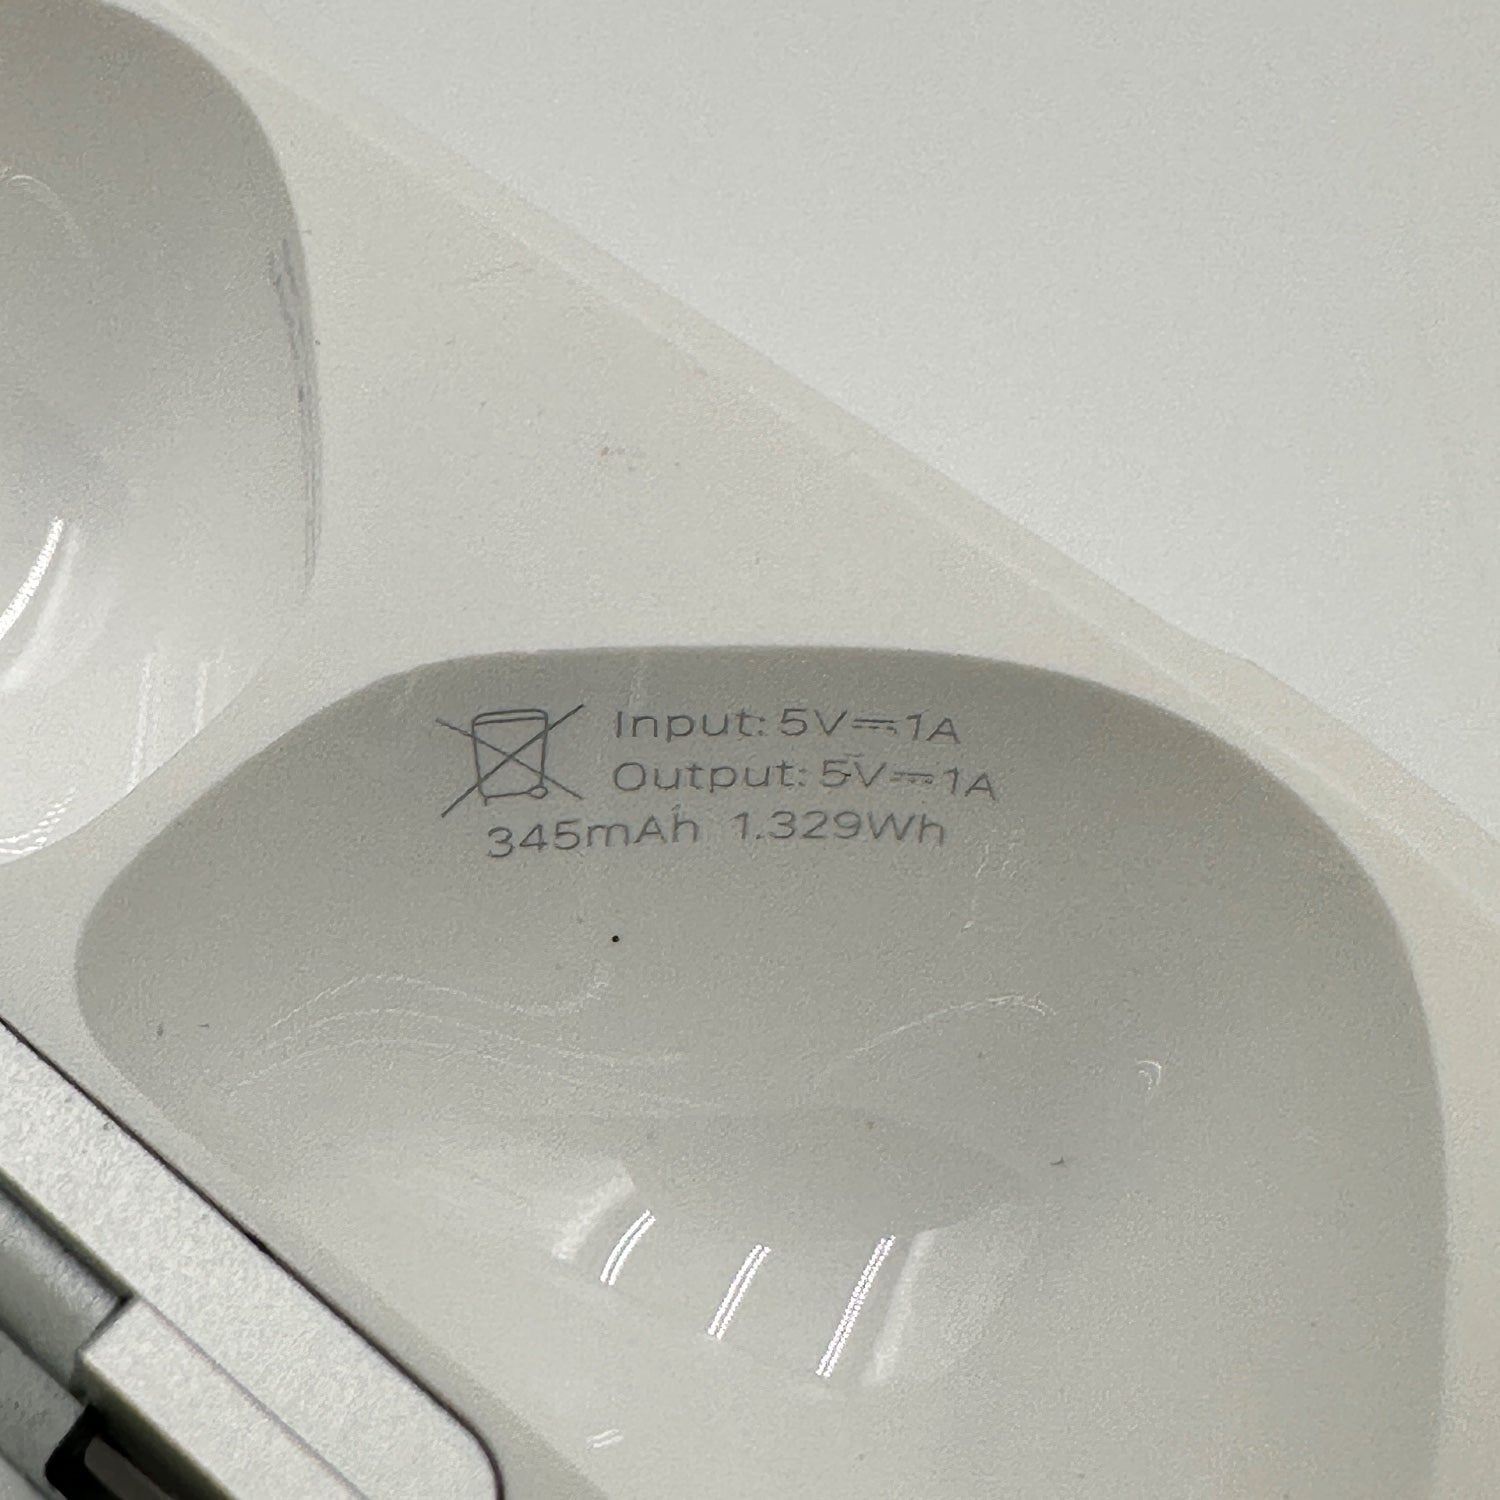 Input: 5V⎓1A
Output: 5V⎓1A
345mAh 1.329Wh